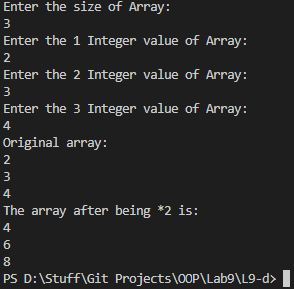 Enter the size of Array:
3
Enter the 1 Integer value of Array:
2
Enter the 2 Integer value of Array:
3
Enter the 3 Integer value of Array:
4
Original array:
2
3
4
The array after being *2 is:
4
6
8
PS D:\Stuff\Git Projects\OOP\Lab9\L9-d>